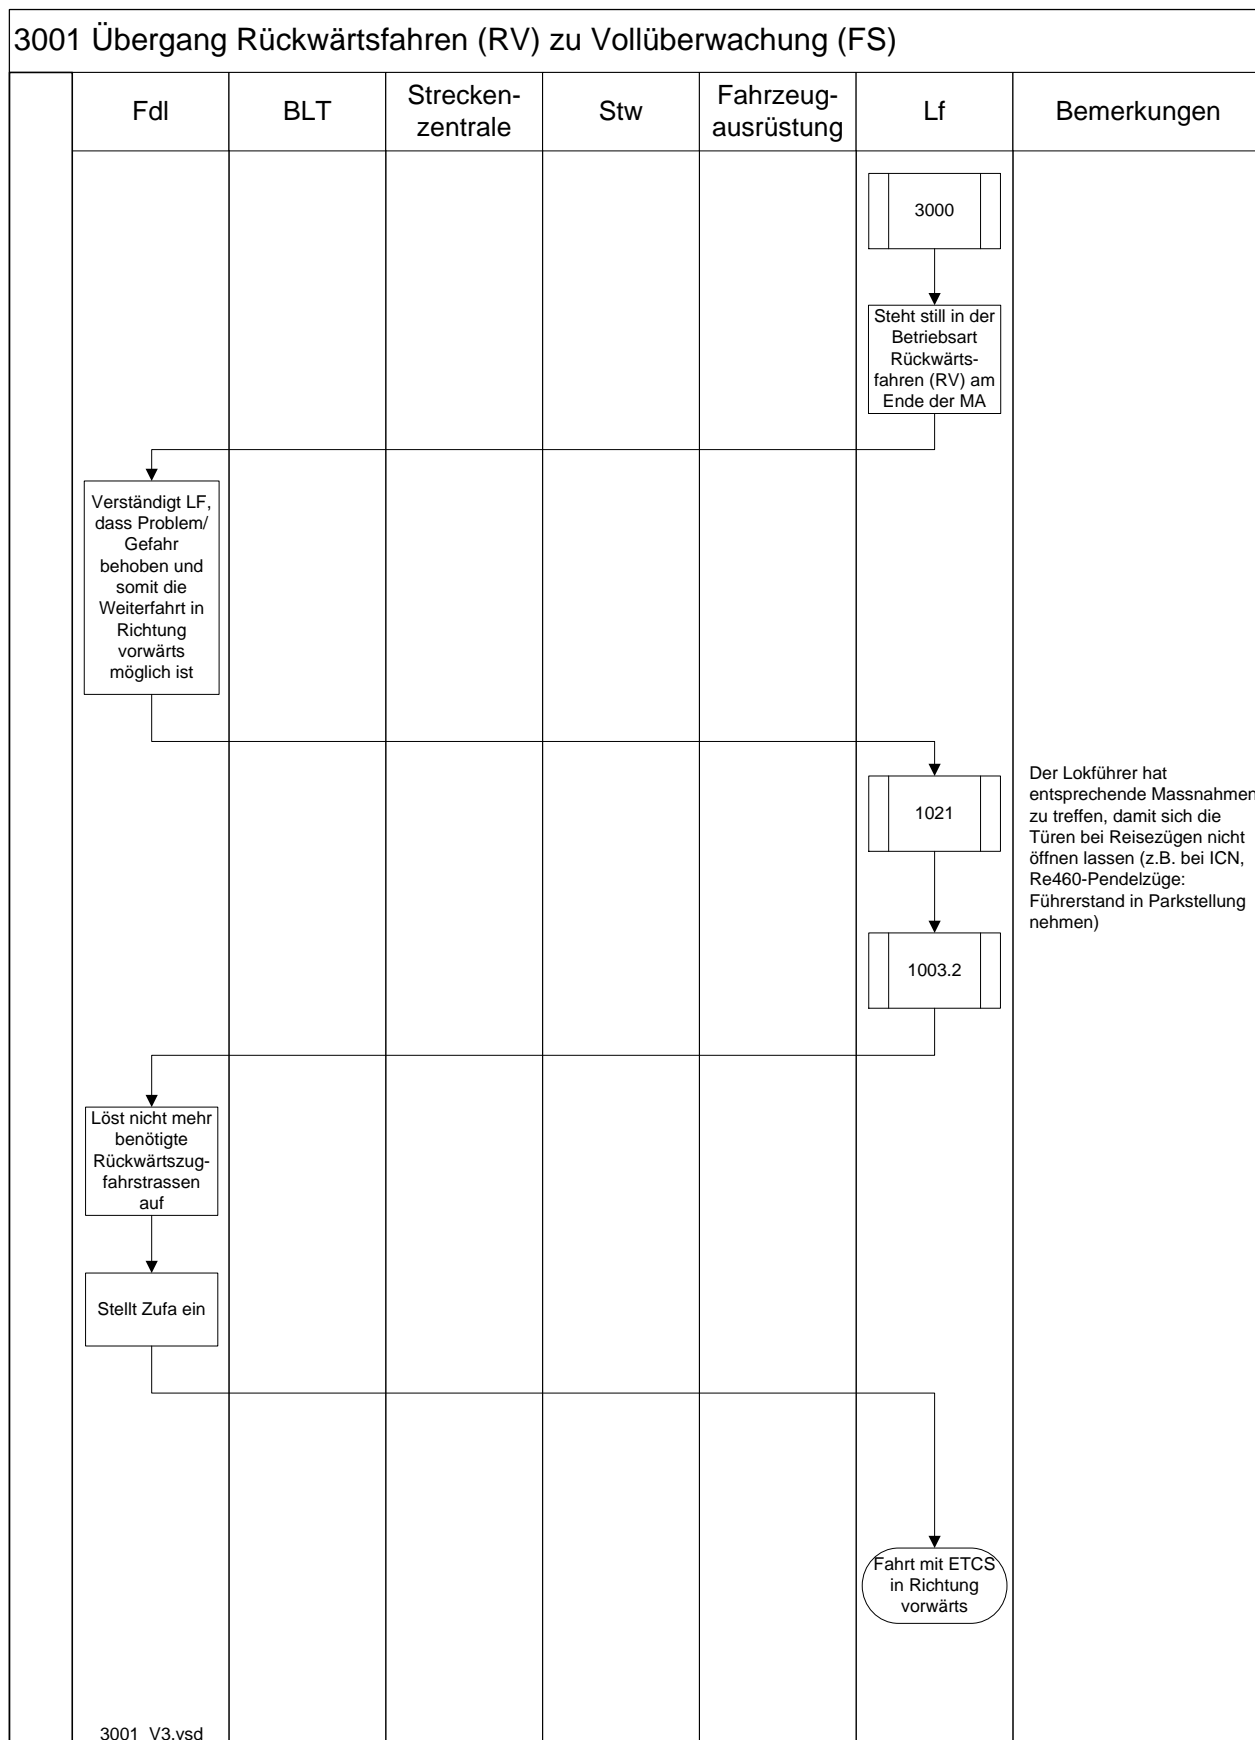 3001 Übergang Rückwärtsfahren (RV) zu Vollüberwachung (FS)
Fdl
BLT
Strecken-
zentrale
Stw
Fahrzeug-
ausrüstung
Lf
Bemerkungen
3000
Steht still in der
Betriebsart
Rückwärts-
fahren (RV) am
Ende der MA
Verständigt LF,
dass Problem/
Gefahr
behoben und
somit die
Weiterfahrt in
Richtung
vorwärts
möglich ist
1021
Der Lokführer hat
entsprechende Massnahmen
zu treffen, damit sich die
Türen bei Reisezügen nicht
öffnen lassen (z.B. bei ICN,
Re460-Pendelzüge:
Führerstand in Parkstellung
nehmen)
1003.2
Löst nicht mehr
benötigte
Rückwärtszug-
fahrstrassen
auf
Stellt Zufa ein
Fahrt mit ETCS
in Richtung
vorwärts
3001_V3.vsd